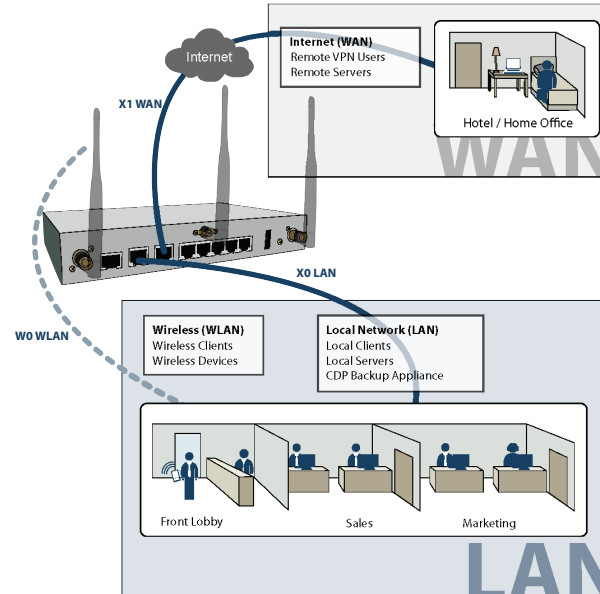 Internet
Internet (WAN)
Remote VPN Users
Remote Servers
Hotel / Home Office
WAN
X1 WAN
X0 LAN
W0 WLAN
Wireless (WLAN)
Wireless Clients
Wireless Devices
Local Network (LAN)
Local Clients
Local Servers
CDP Backup Appliance
Front Lobby
Sales
Marketing
LAN